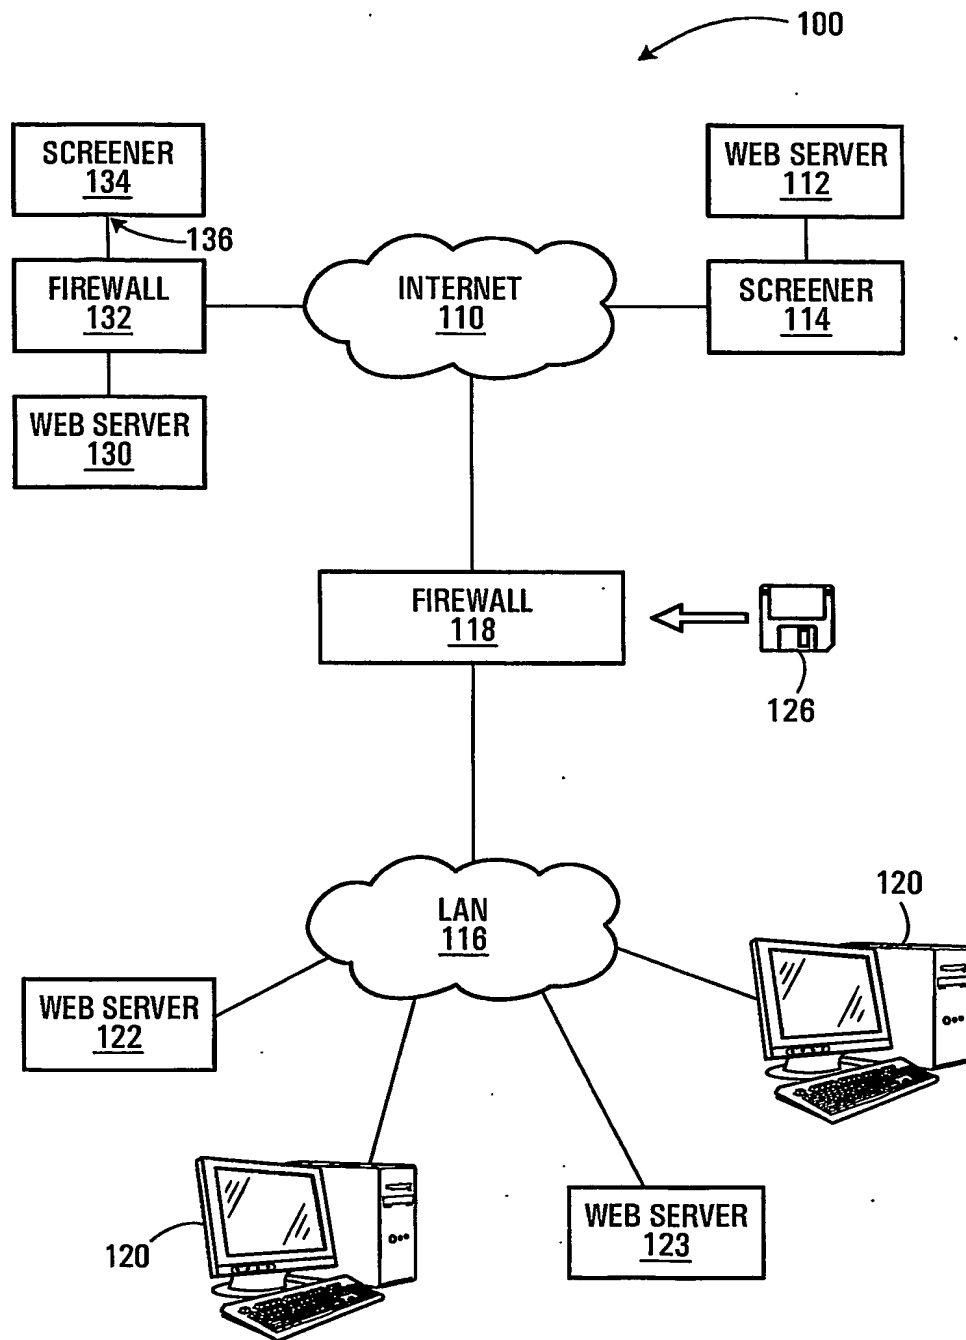 100
SCREENER
134
WEB SERVER
112
136
FIREWALL
132
INTERNET
110
SCREENER
114
WEB SERVER
130
FIREWALL
118
126
LAN
116
120
WEB SERVER
122
120
WEB SERVER
123